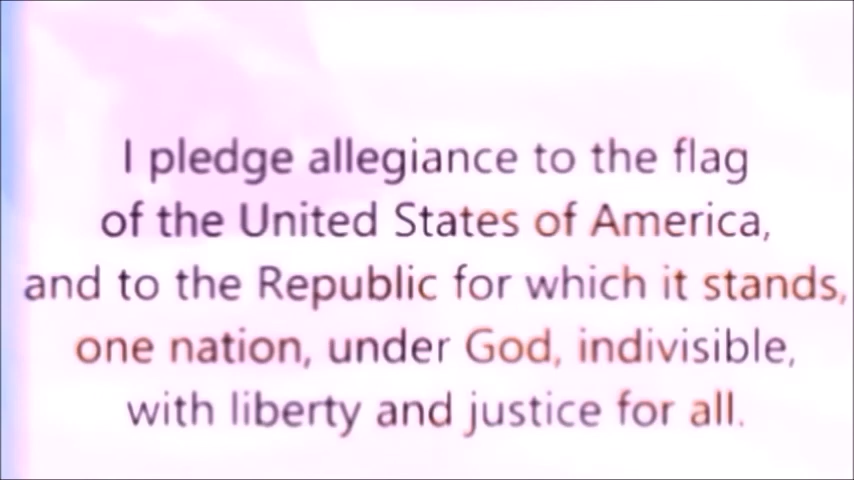 I pledge allegiance to the flag
of the United States of America,
and to the Republic for which it stands,
one nation, under God, indivisible,
with liberty and justice for all.